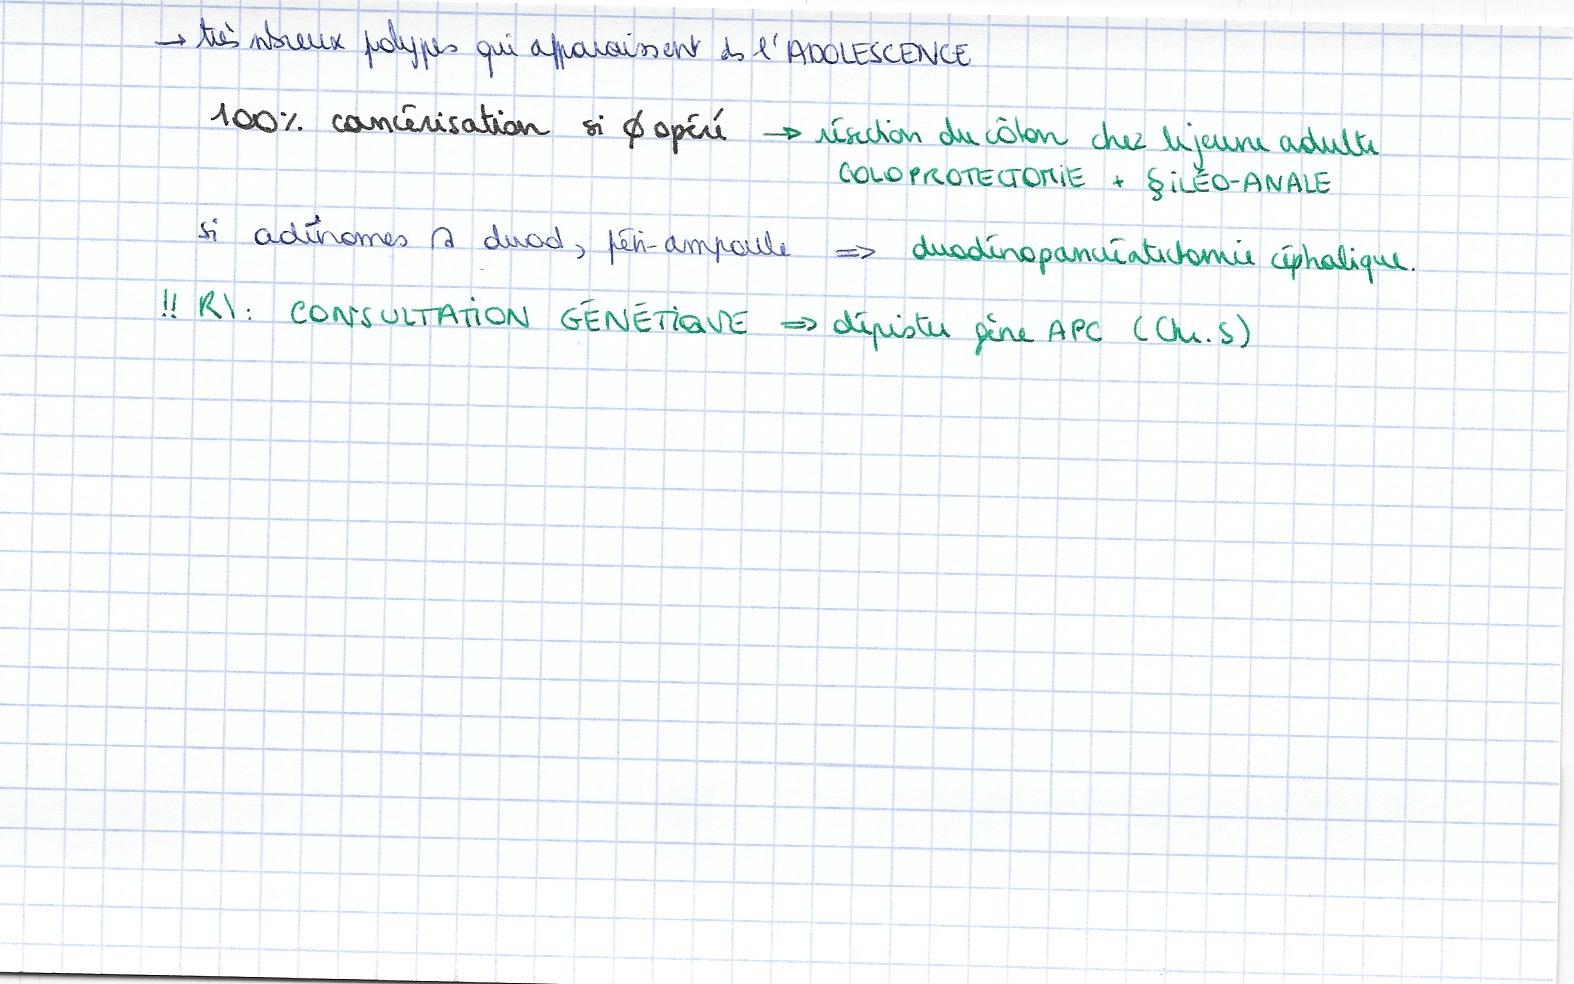 → très nbreux polypes qui apparaissent ds l'ADOLESCENCE
100% cancérisation si ϕ opéré → résection du côlon chez le jeune adulte
COLOPROTECTOMIE + § iLÉO-ANALE
si adénomes duod, péri-ampoule => duodénopancréatectomie céphalique.
!! RI: CONSULTATION GÉNÉTIQUE => dépister gène APC (Chr.5)